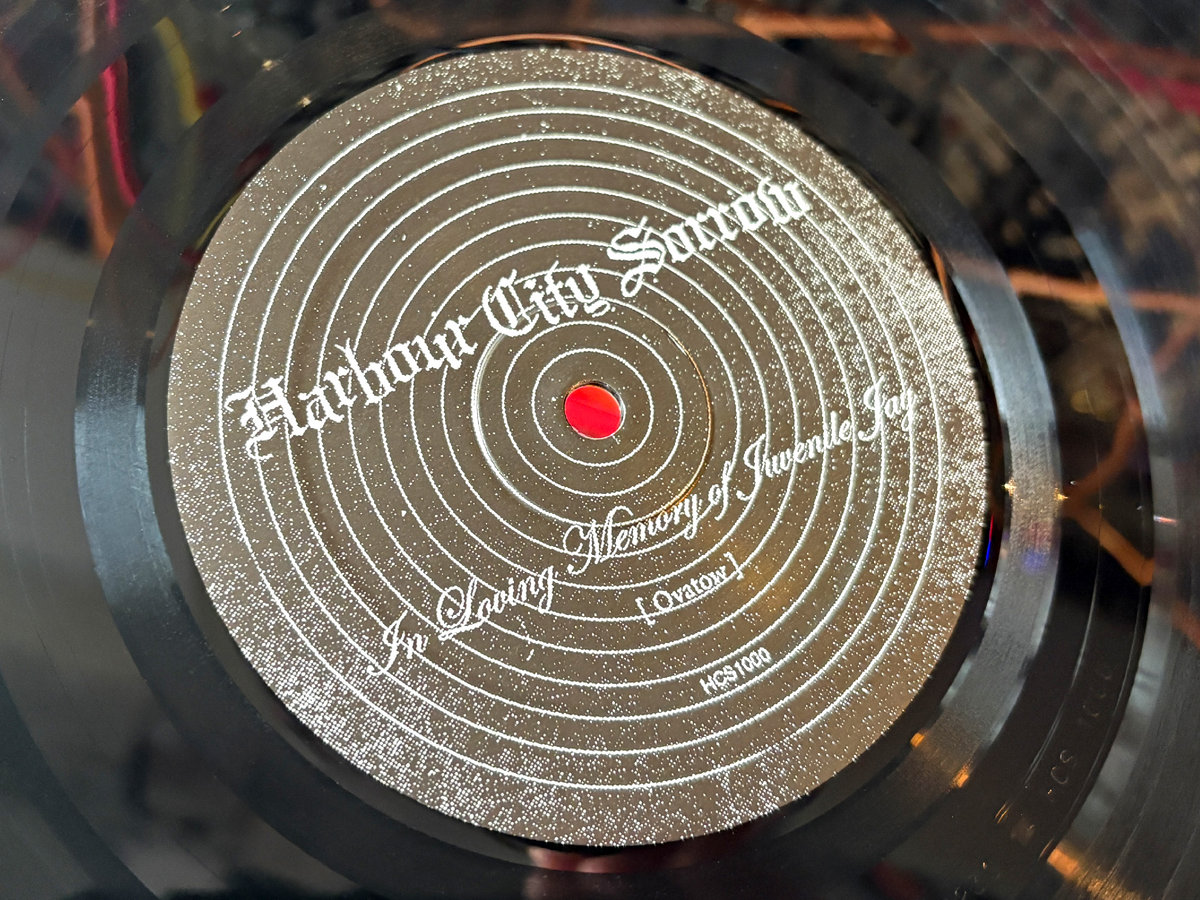 Harbour City Sorrow
In Loving Memory of Juvenile Jay
[ Ovatow ]
HCS1000